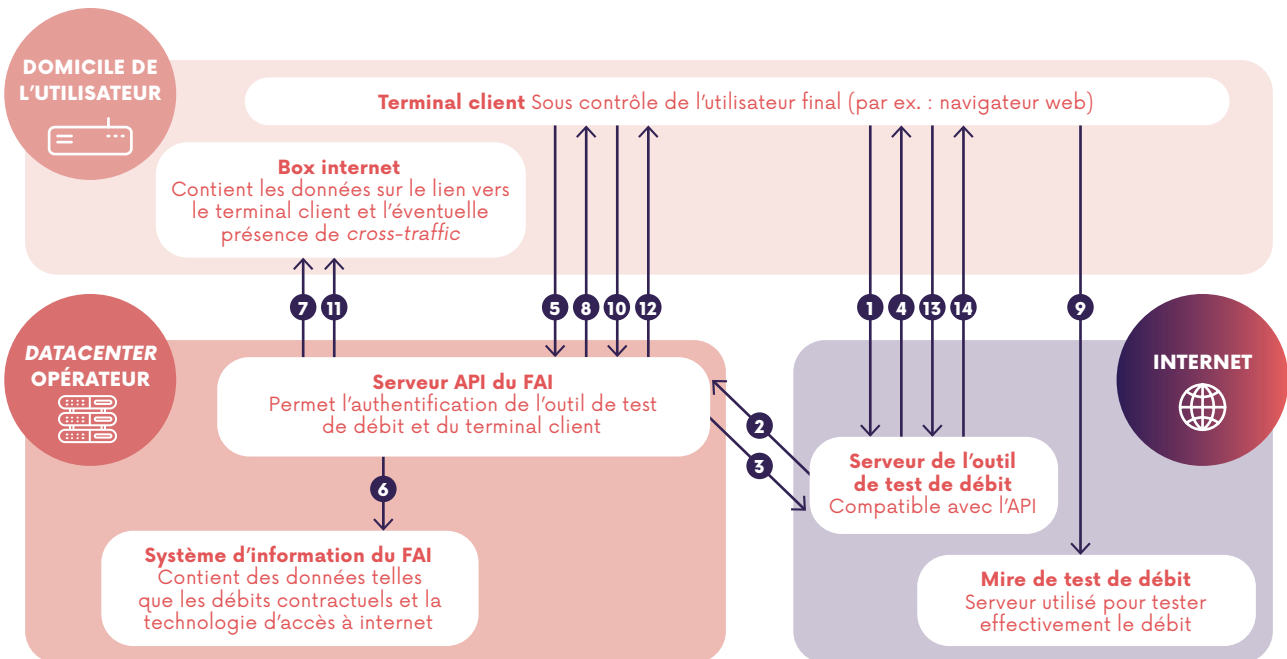 DOMICILE DE
L'UTILISATEUR
Terminal client Sous contrôle de l'utilisateur final (par ex. : navigateur web)
Box internet
Contient les données sur le lien vers
le terminal client et l'éventuelle
présence de cross-traffic
7
11
5
8
10
12
1
4
13
14
9
DATACENTER
OPÉRATEUR
Serveur API du FAI
Permet l'authentification de l'outil de test
de débit et du terminal client
2
3
6
Système d'information du FAI
Contient des données telles
que les débits contractuels et la
technologie d'accès à internet
INTERNET
Serveur de l'outil
de test de débit
Compatible avec l'API
Mire de test de débit
Serveur utilisé pour tester
effectivement le débit